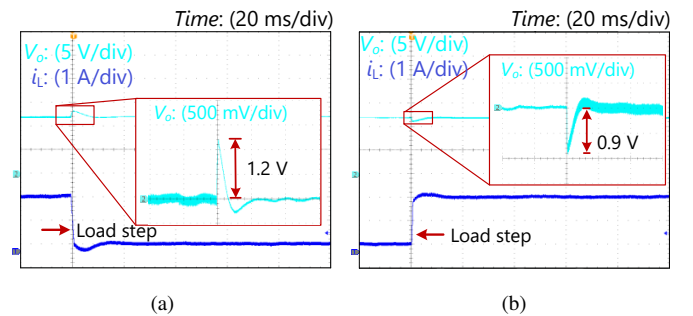 Time: (20 ms/div)
Vo: (5 V/div)
iL: (1 A/div)
Vo: (500 mV/div)
1.2 V
Load step
(a)
Time: (20 ms/div)
Vo: (5 V/div)
iL: (1 A/div)
Vo: (500 mV/div)
0.9 V
Load step
(b)